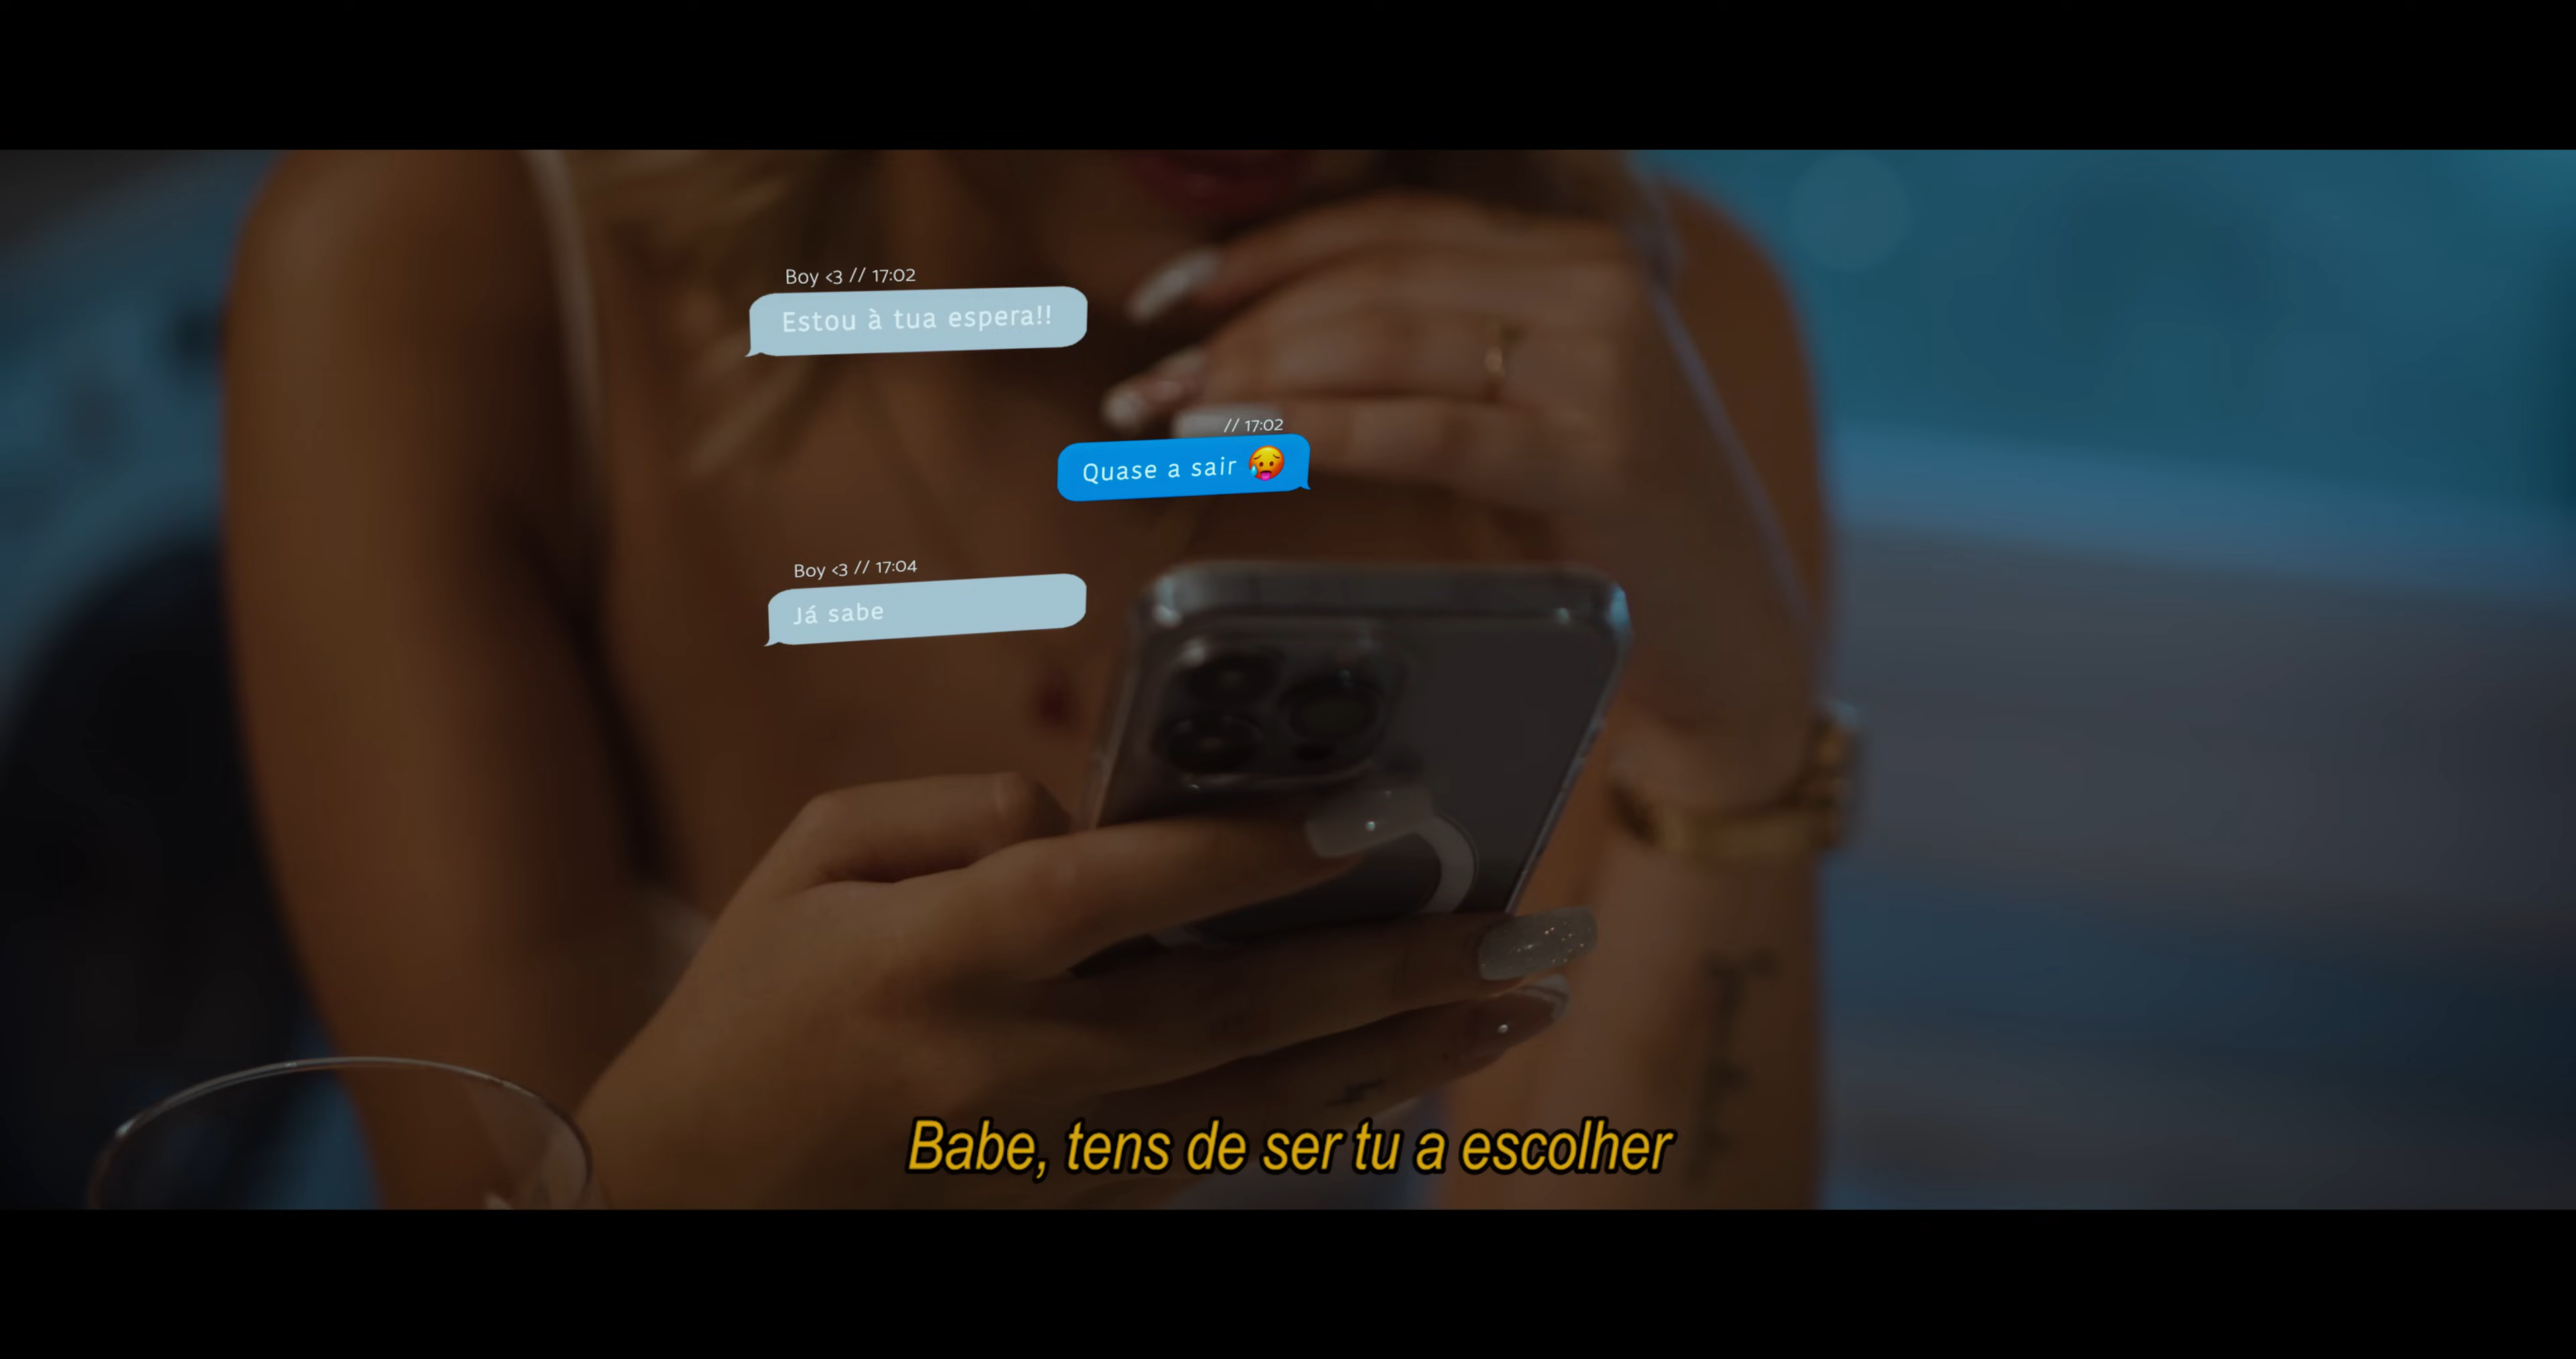 Boy <3 // 17:02
Estou à tua espera!!
// 17:02
Quase a sair 🥵
Boy <3 // 17:04
Já sabe
Babe, tens de ser tu a escolher